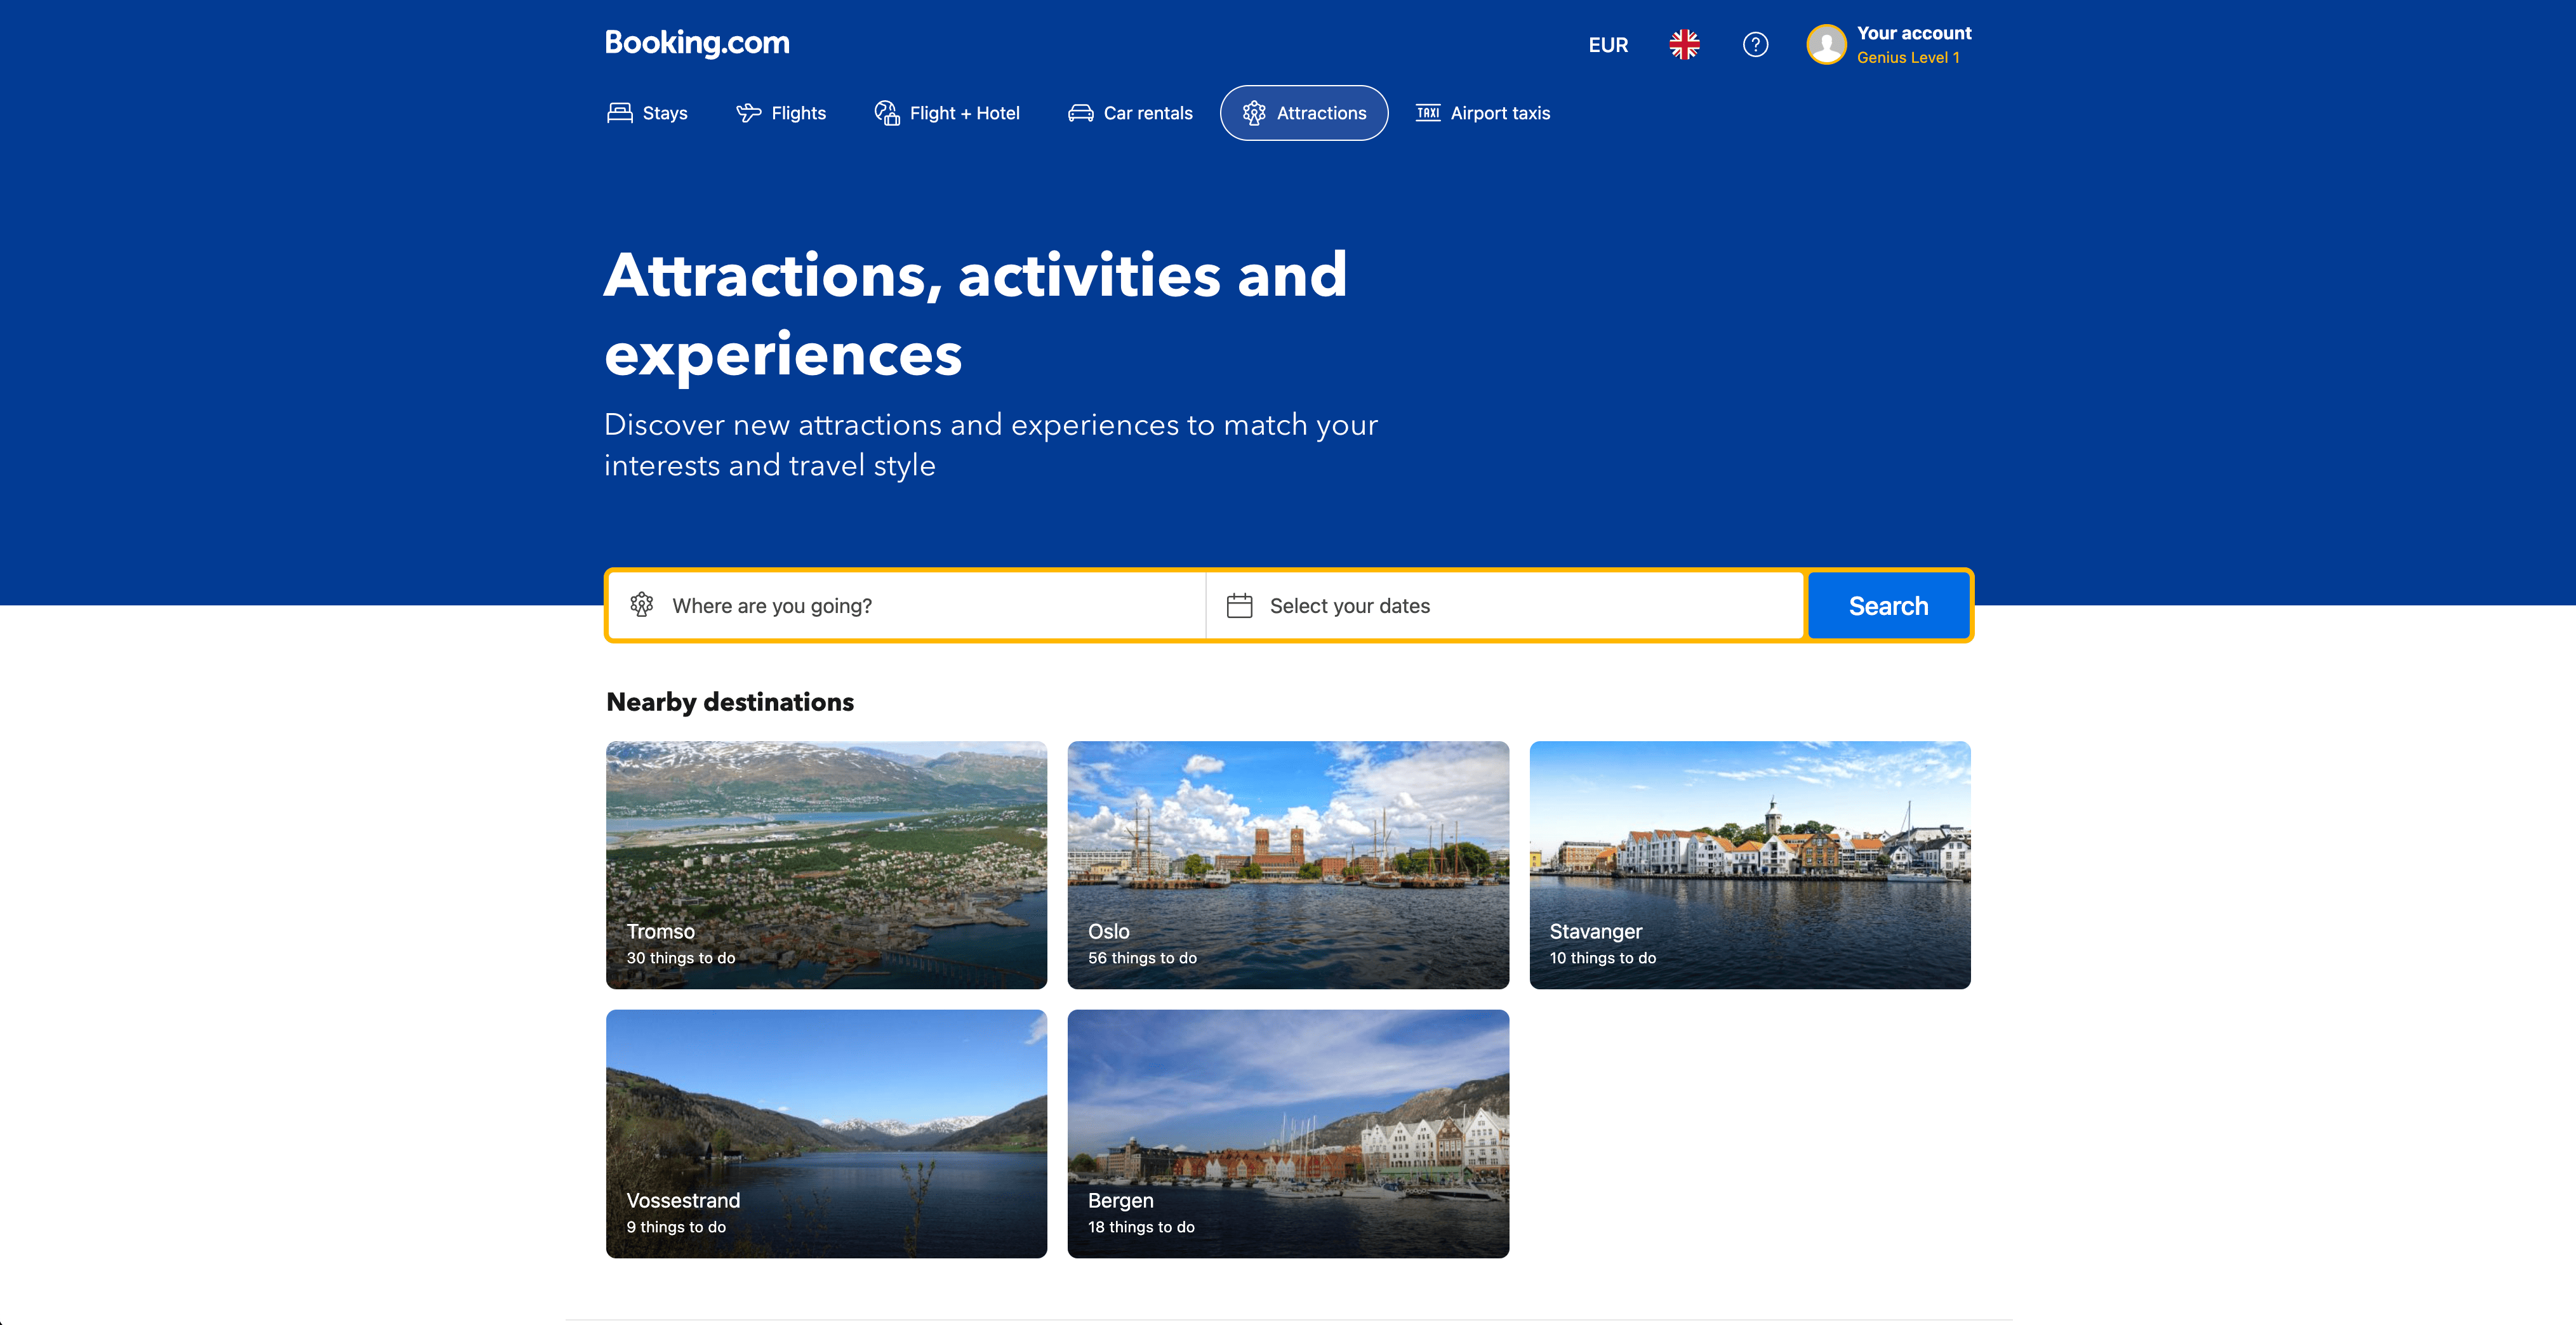 Booking.com
EUR
Your account
Genius Level 1
Stays
Flights
Flight + Hotel
Car rentals
Attractions
TAXI
Airport taxis
Attractions, activities and
experiences
Discover new attractions and experiences to match your
interests and travel style
Where are you going?
Select your dates
Search
Nearby destinations
Tromso
30 things to do
Oslo
56 things to do
Stavanger
10 things to do
Vossestrand
9 things to do
Bergen
18 things to do